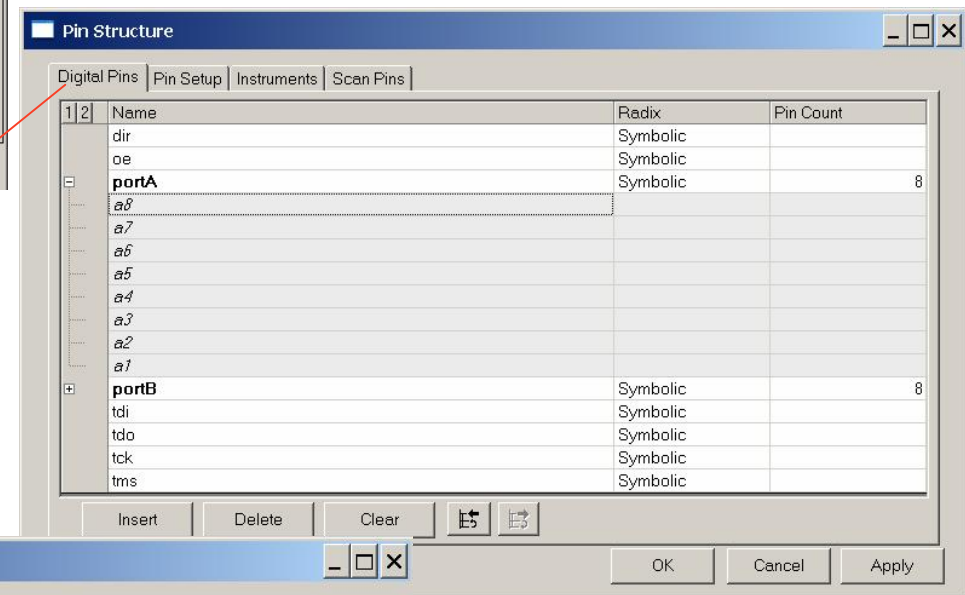 Pin Structure
Digital Pins Pin Setup Instruments Scan Pins
1 2 Name Radix Pin Count
dir Symbolic
oe Symbolic
portA Symbolic 8
a8
a7
a6
a5
a4
a3
a2
a1
portB Symbolic 8
tdi Symbolic
tdo Symbolic
tck Symbolic
tms Symbolic
Insert Delete Clear
OK Cancel Apply